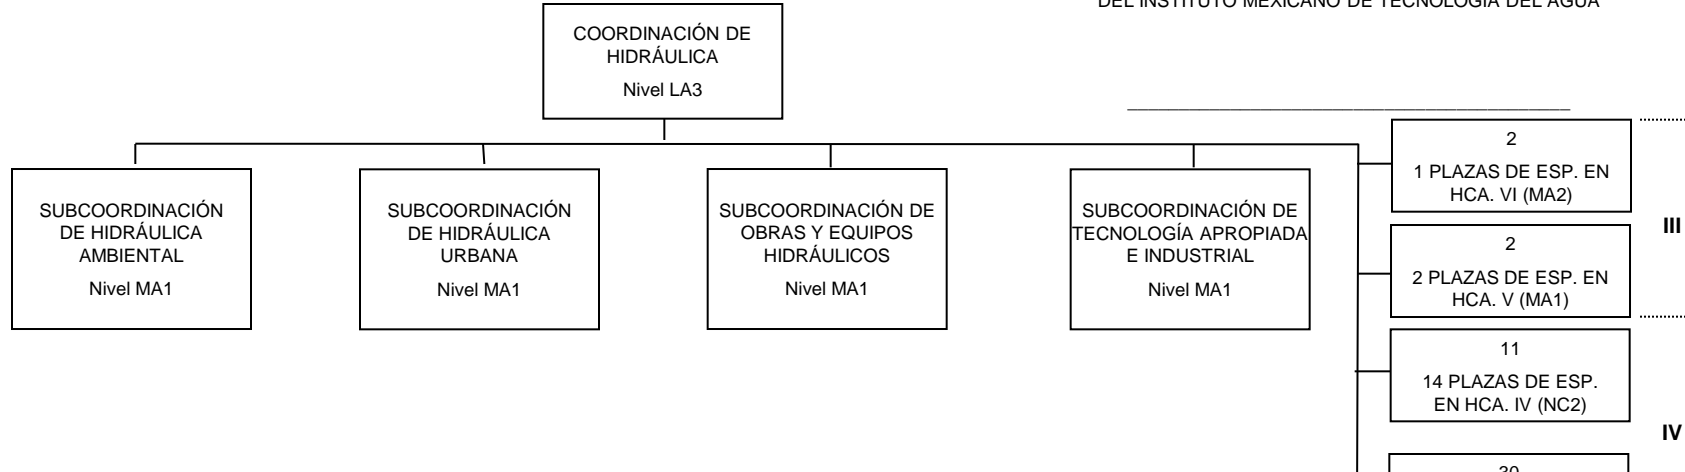 DEL INSTITUTO MEXICANO DE TECNOLOGÍA DEL AGUA
COORDINACIÓN DE
HIDRÁULICA
Nivel LA3
SUBCOORDINACIÓN
DE HIDRÁULICA
AMBIENTAL
Nivel MA1
SUBCOORDINACIÓN
DE HIDRÁULICA
URBANA
Nivel MA1
SUBCOORDINACIÓN DE
OBRAS Y EQUIPOS
HIDRÁULICOS
Nivel MA1
SUBCOORDINACIÓN DE
TECNOLOGÍA APROPIADA
E INDUSTRIAL
Nivel MA1
2
1 PLAZAS DE ESP. EN
HCA. VI (MA2)
III
2
2 PLAZAS DE ESP. EN
HCA. V (MA1)
11
14 PLAZAS DE ESP.
EN HCA. IV (NC2)
IV
30